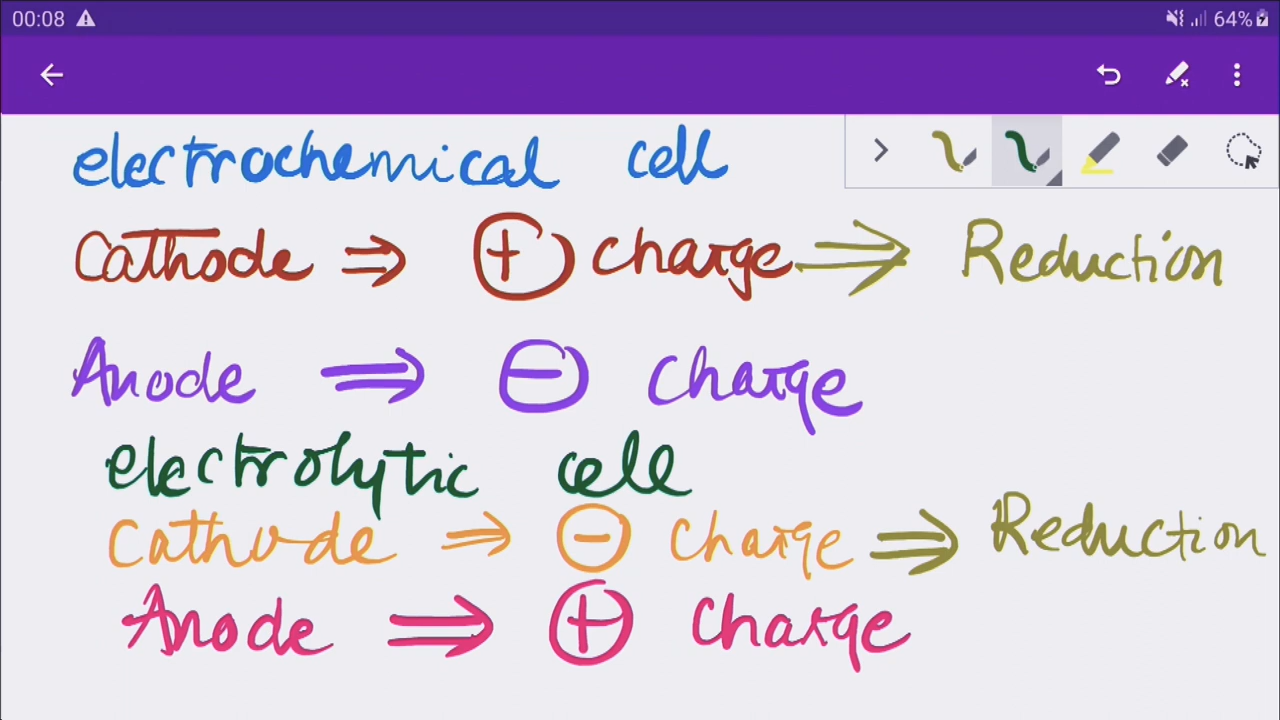 00:08 64%
electrochemical cell
Cathode ⇒ ⊕ charge ⇒ Reduction
Anode ⇒ ⊖ charge
electrolytic cell
Cathode ⇒ ⊖ charge ⇒ Reduction
Anode ⇒ ⊕ charge